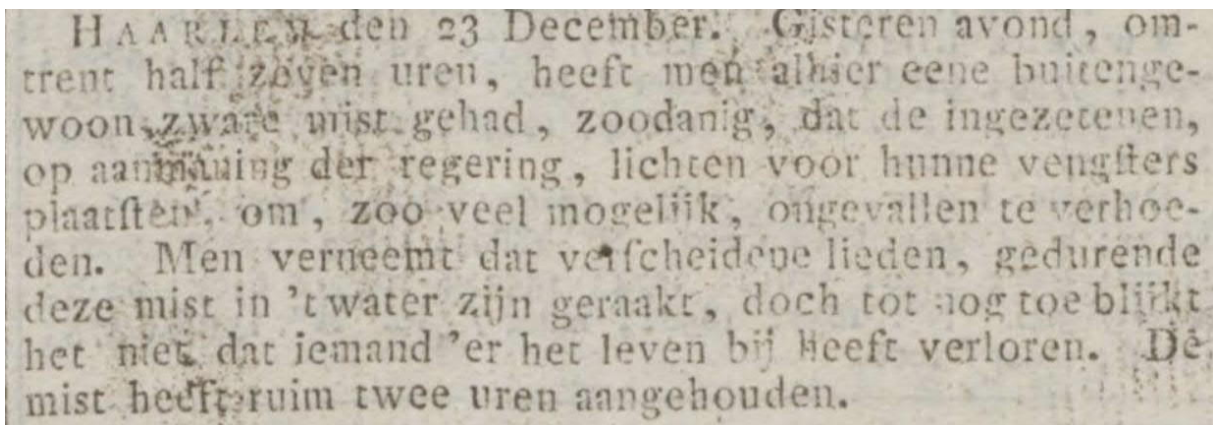 HAARLEM den 23 December. Gisteren avond, om-
trent half zeven uren, heeft men alhier eene buitenge-
woon zware mist gehad, zoodanig, dat de ingezetenen,
op aanmaning der regering, lichten voor hunne vengſters
plaatſten, om, zoo veel mogelijk, ongevallen te verhoe-
den. Men verneemt dat verſcheidene lieden, gedurende
deze mist in 't water zijn geraakt, doch tot nog toe blijkt
het niet dat iemand 'er het leven bij heeft verloren. De
mist heeft ruim twee uren aangehouden.